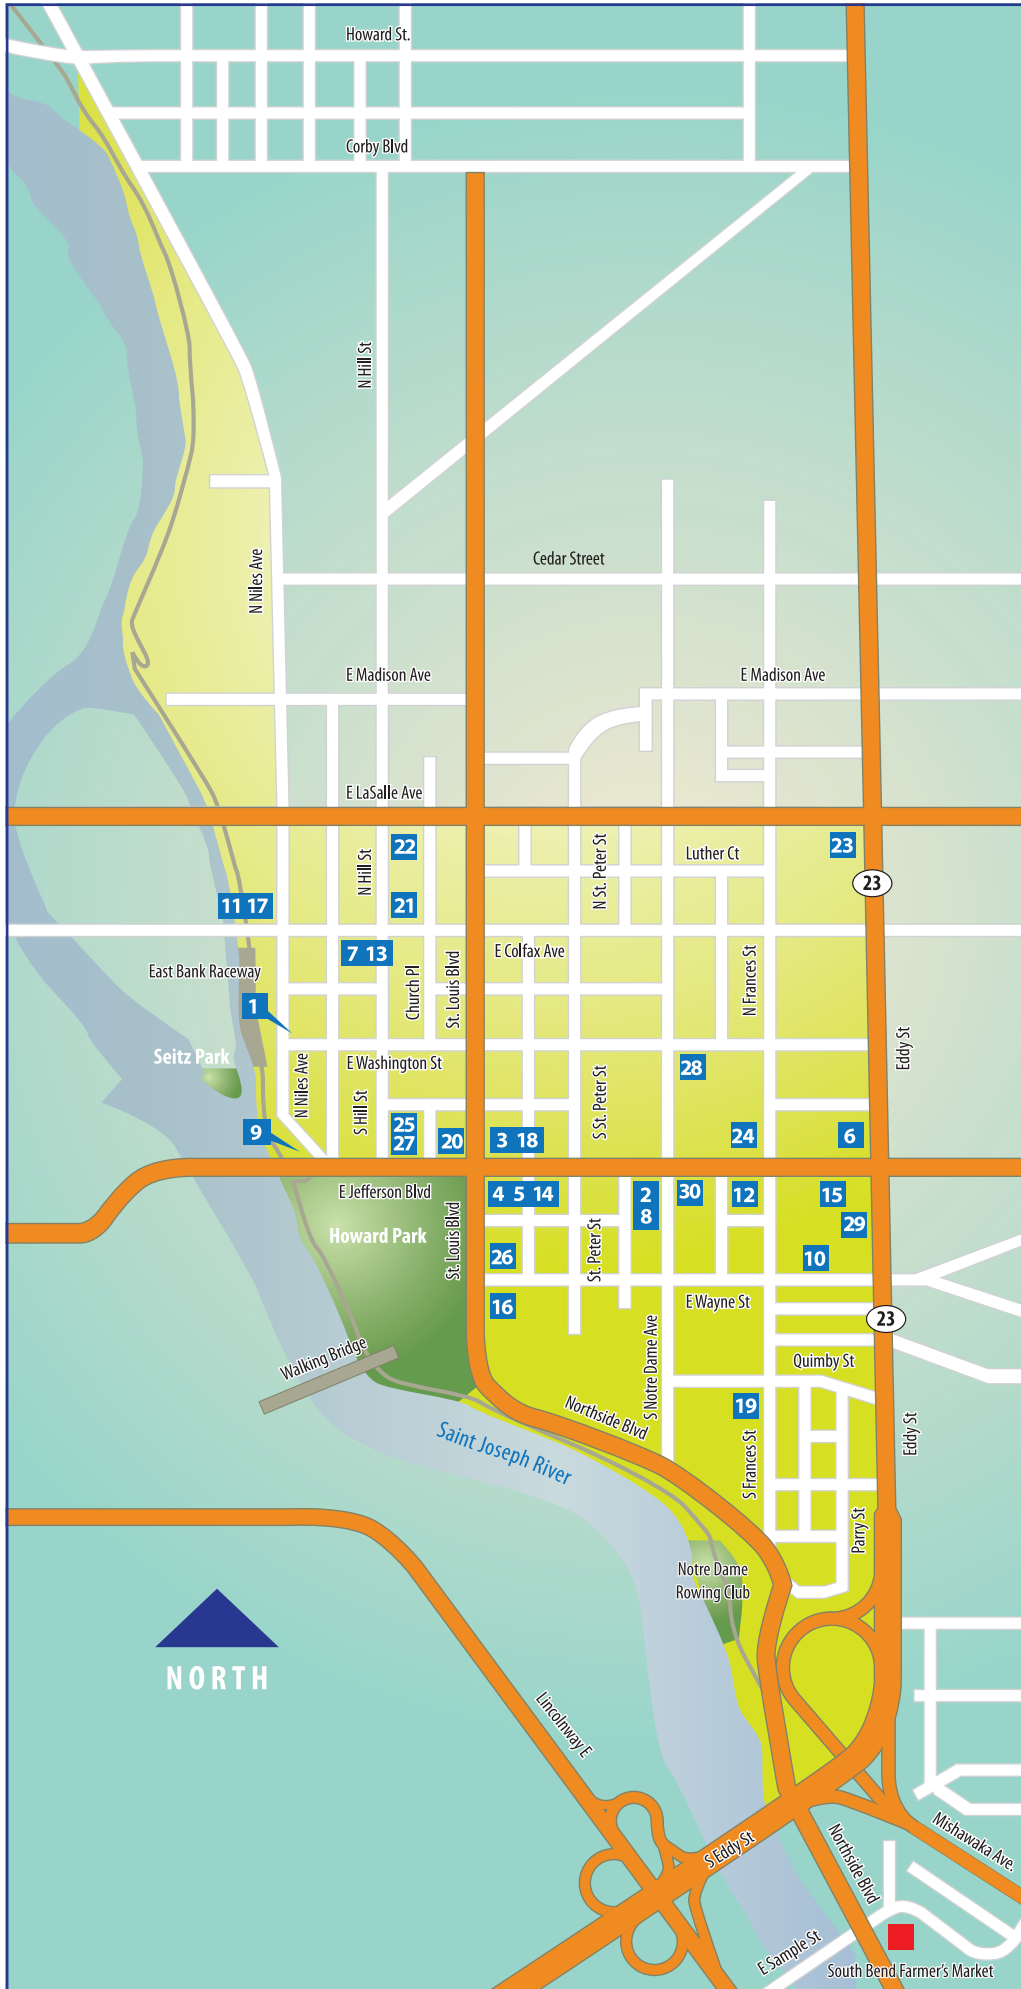 Howard St.
Corby Blvd
N Hill St
Cedar Street
N Niles Ave
E Madison Ave
E Madison Ave
E LaSalle Ave
22
23
N Hill St
N St. Peter St
Luther Ct
23
11 17
21
7 13
E Colfax Ave
East Bank Raceway
Church Pl
St. Louis Blvd
N Frances St
1
Seitz Park
E Washington St
Eddy St
28
N Niles Ave
S Hill St
S St. Peter St
9
25
27
20
3 18
24
6
E Jefferson Blvd
4 5 14
2
8
30
12
15
29
Howard Park
St. Louis Blvd
St. Peter St
26
10
16
E Wayne St
23
Walking Bridge
S Notre Dame Ave
Quimby St
19
Northside Blvd
Saint Joseph River
S Frances St
Eddy St
Parry St
Notre Dame
Rowing Club
NORTH
Lincolnway E
S Eddy St
Northside Blvd
Mishawaka Ave.
E Sample St
South Bend Farmer's Market